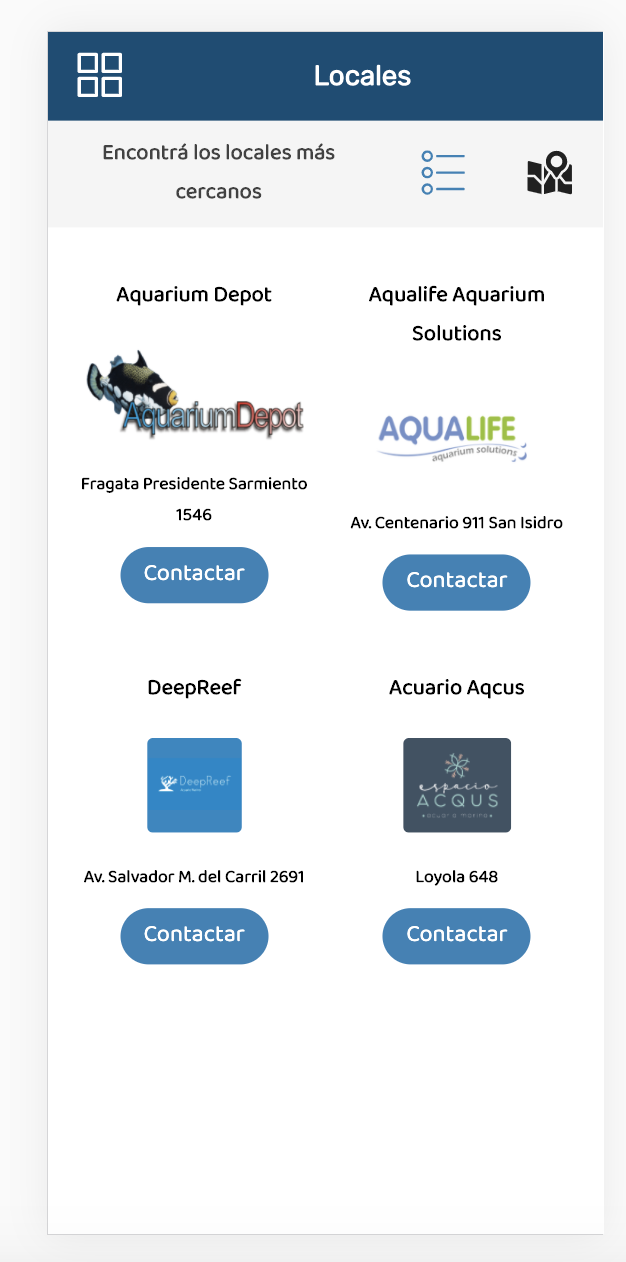 Locales
Encontrá los locales más
cercanos
Aquarium Depot
AquariumDepot
Fragata Presidente Sarmiento
1546
Contactar
Aqualife Aquarium
Solutions
AQUALIFE
aquarium solutions
Av. Centenario 911 San Isidro
Contactar
DeepReef
DeepReef
Av. Salvador M. del Carril 2691
Contactar
Acuario Aqcus
espacio
ACQUS
acuario marino
Loyola 648
Contactar